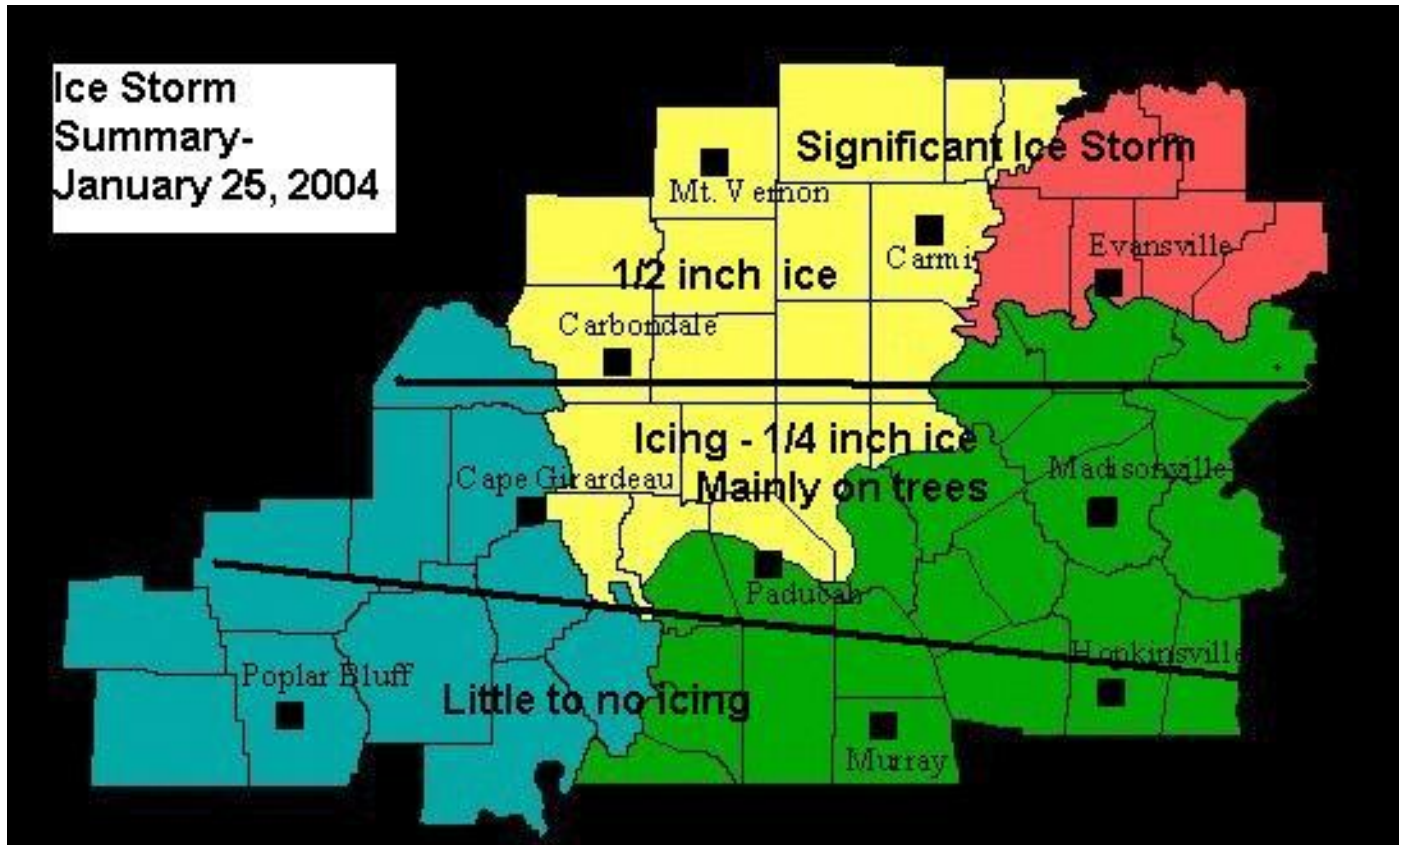 Ice Storm
Summary-
January 25, 2004
Significant Ice Storm
Mt. Vernon
Evansville
Carmi
1/2 inch ice
Carbondale
Icing - 1/4 inch ice
Mainly on trees
Madisonville
Cape Girardeau
Paducah
Hopkinsville
Poplar Bluff
Little to no icing
Murray